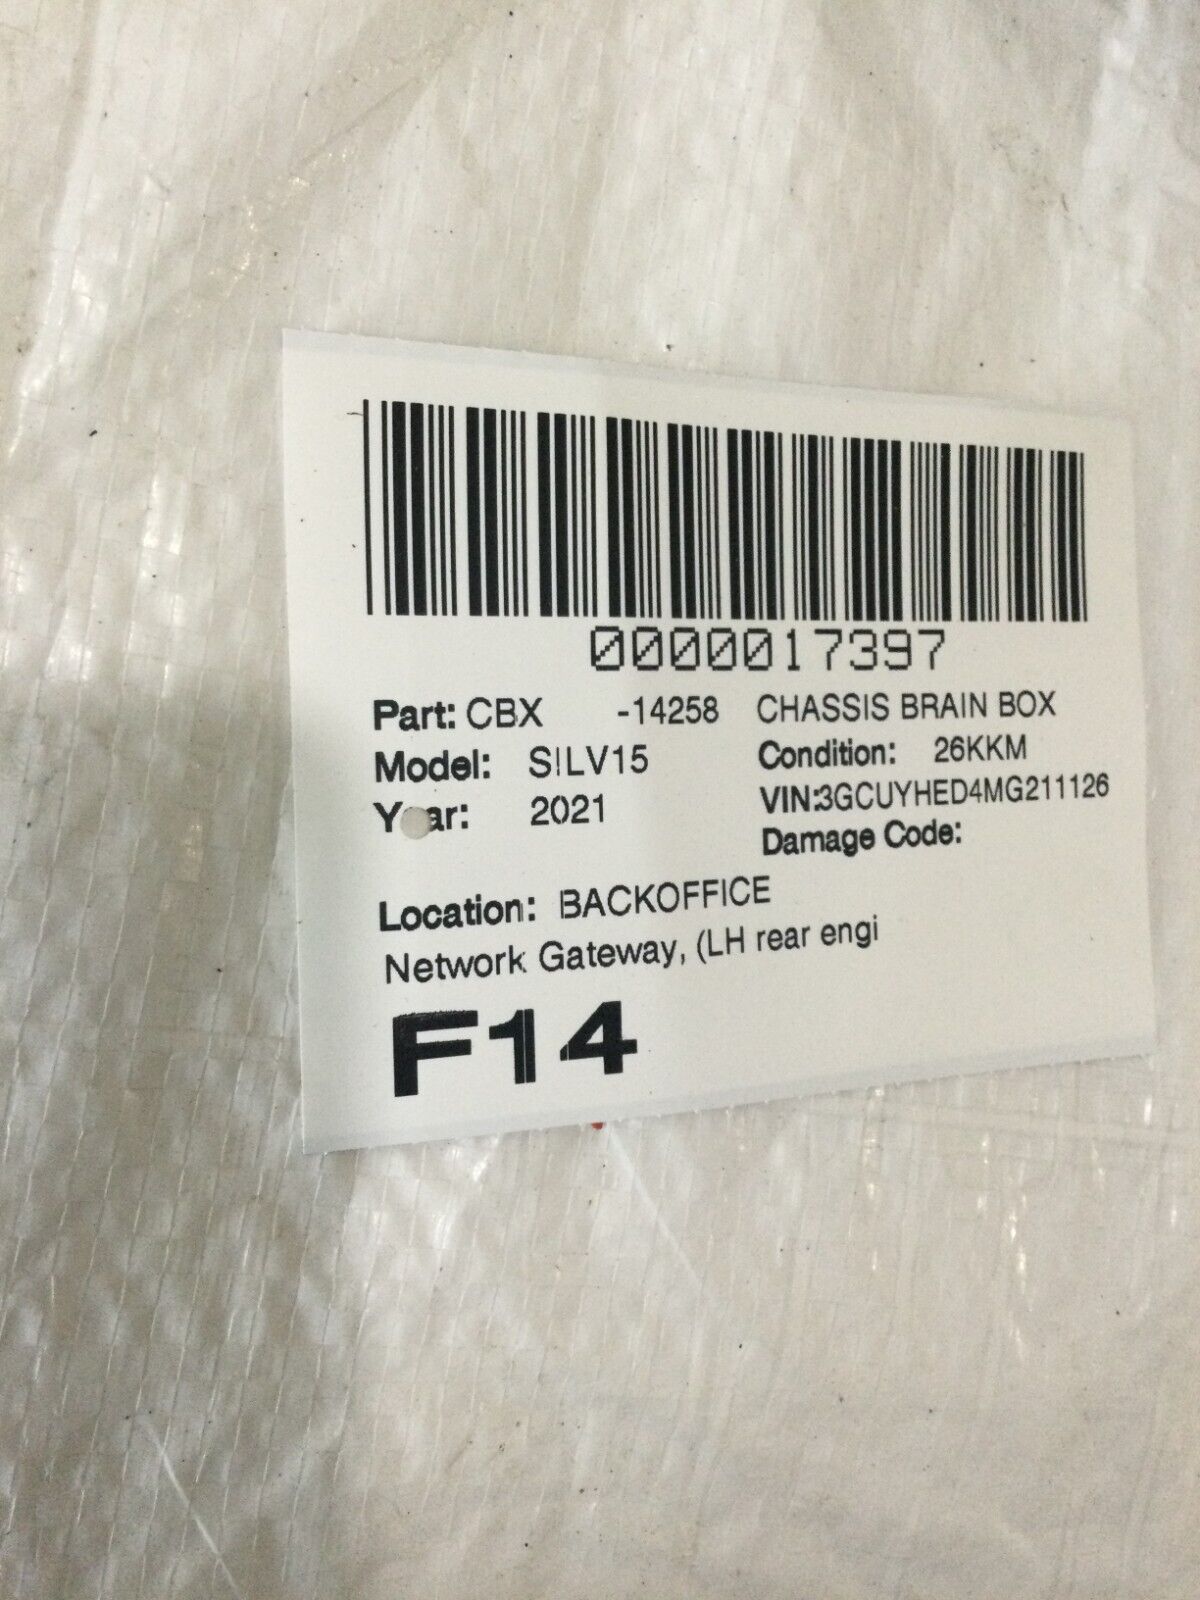 0000017397
Part: CBX -14258 CHASSIS BRAIN BOX
Model: SILV15 Condition: 26KKM
Year: 2021 VIN:3GCUYHED4MG211126
Damage Code:
Location: BACKOFFICE
Network Gateway, (LH rear engi
F14